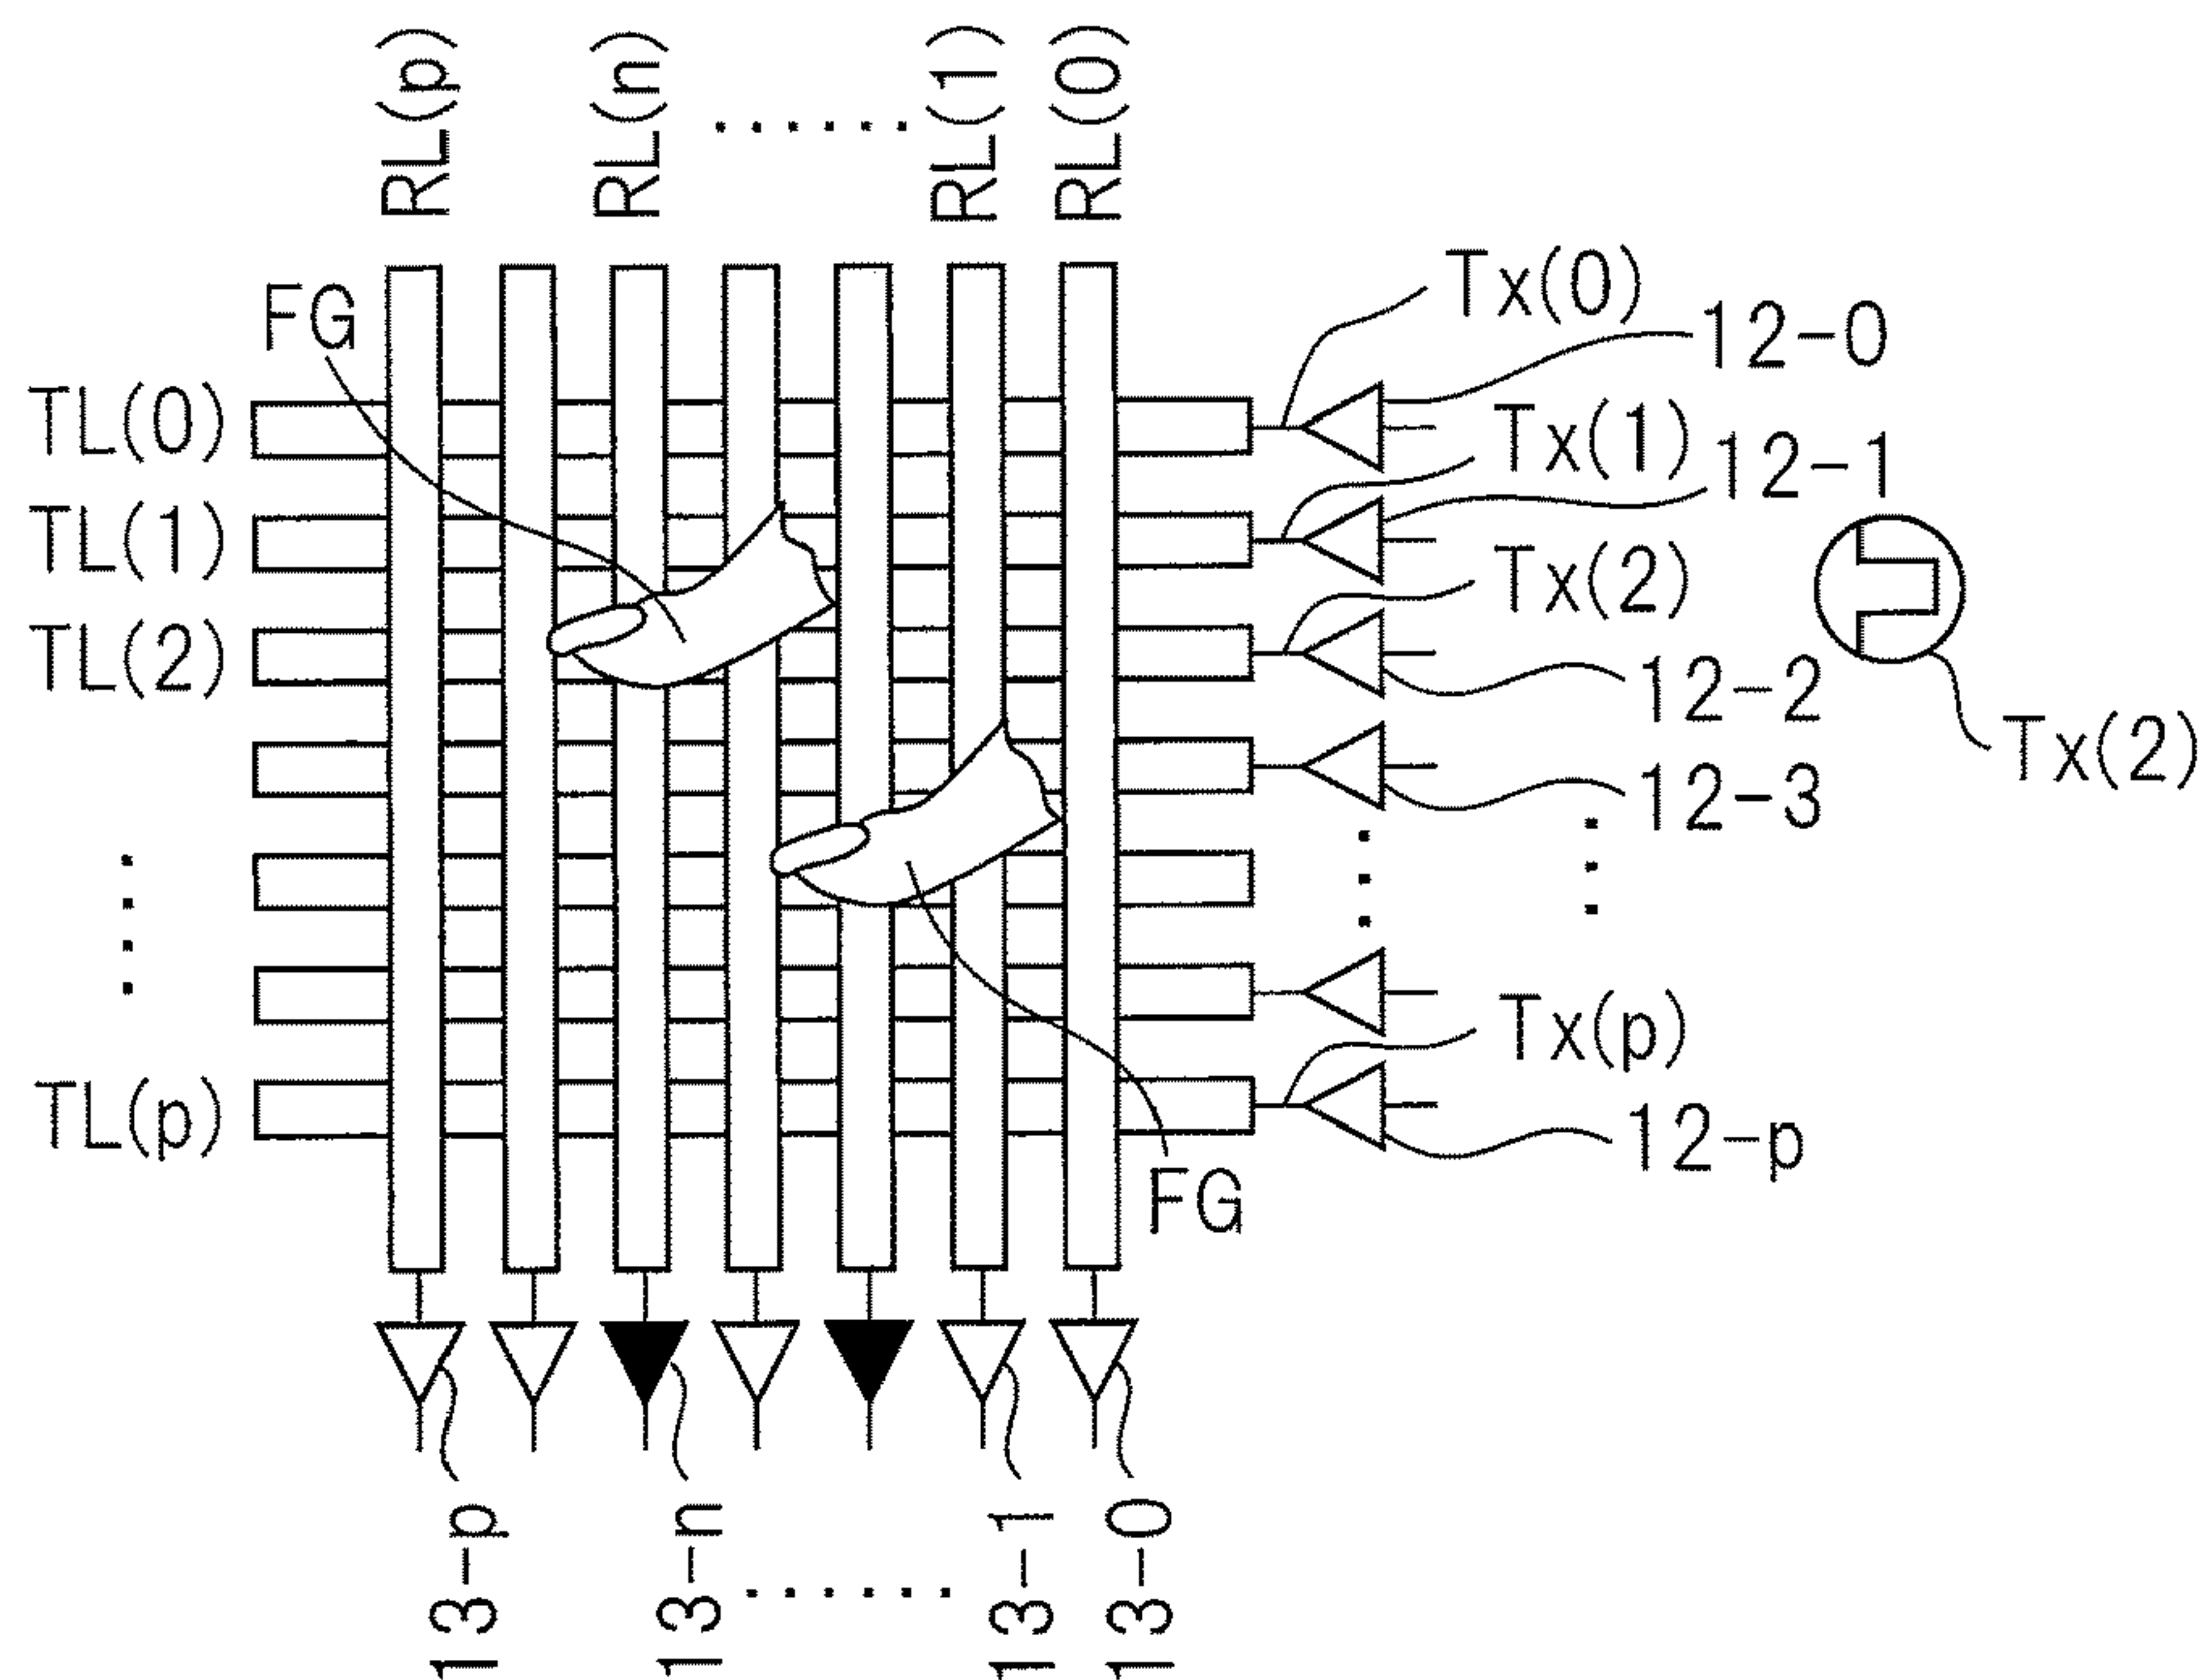 RL(p)
RL(n)
......
RL(1)
RL(0)
FG
TL(0)
TL(1)
TL(2)
TL(p)
Tx(0)
12-0
Tx(1)
12-1
Tx(2)
12-2
Tx(2)
12-3
Tx(p)
12-p
FG
13-p
13-n
......
13-1
13-0